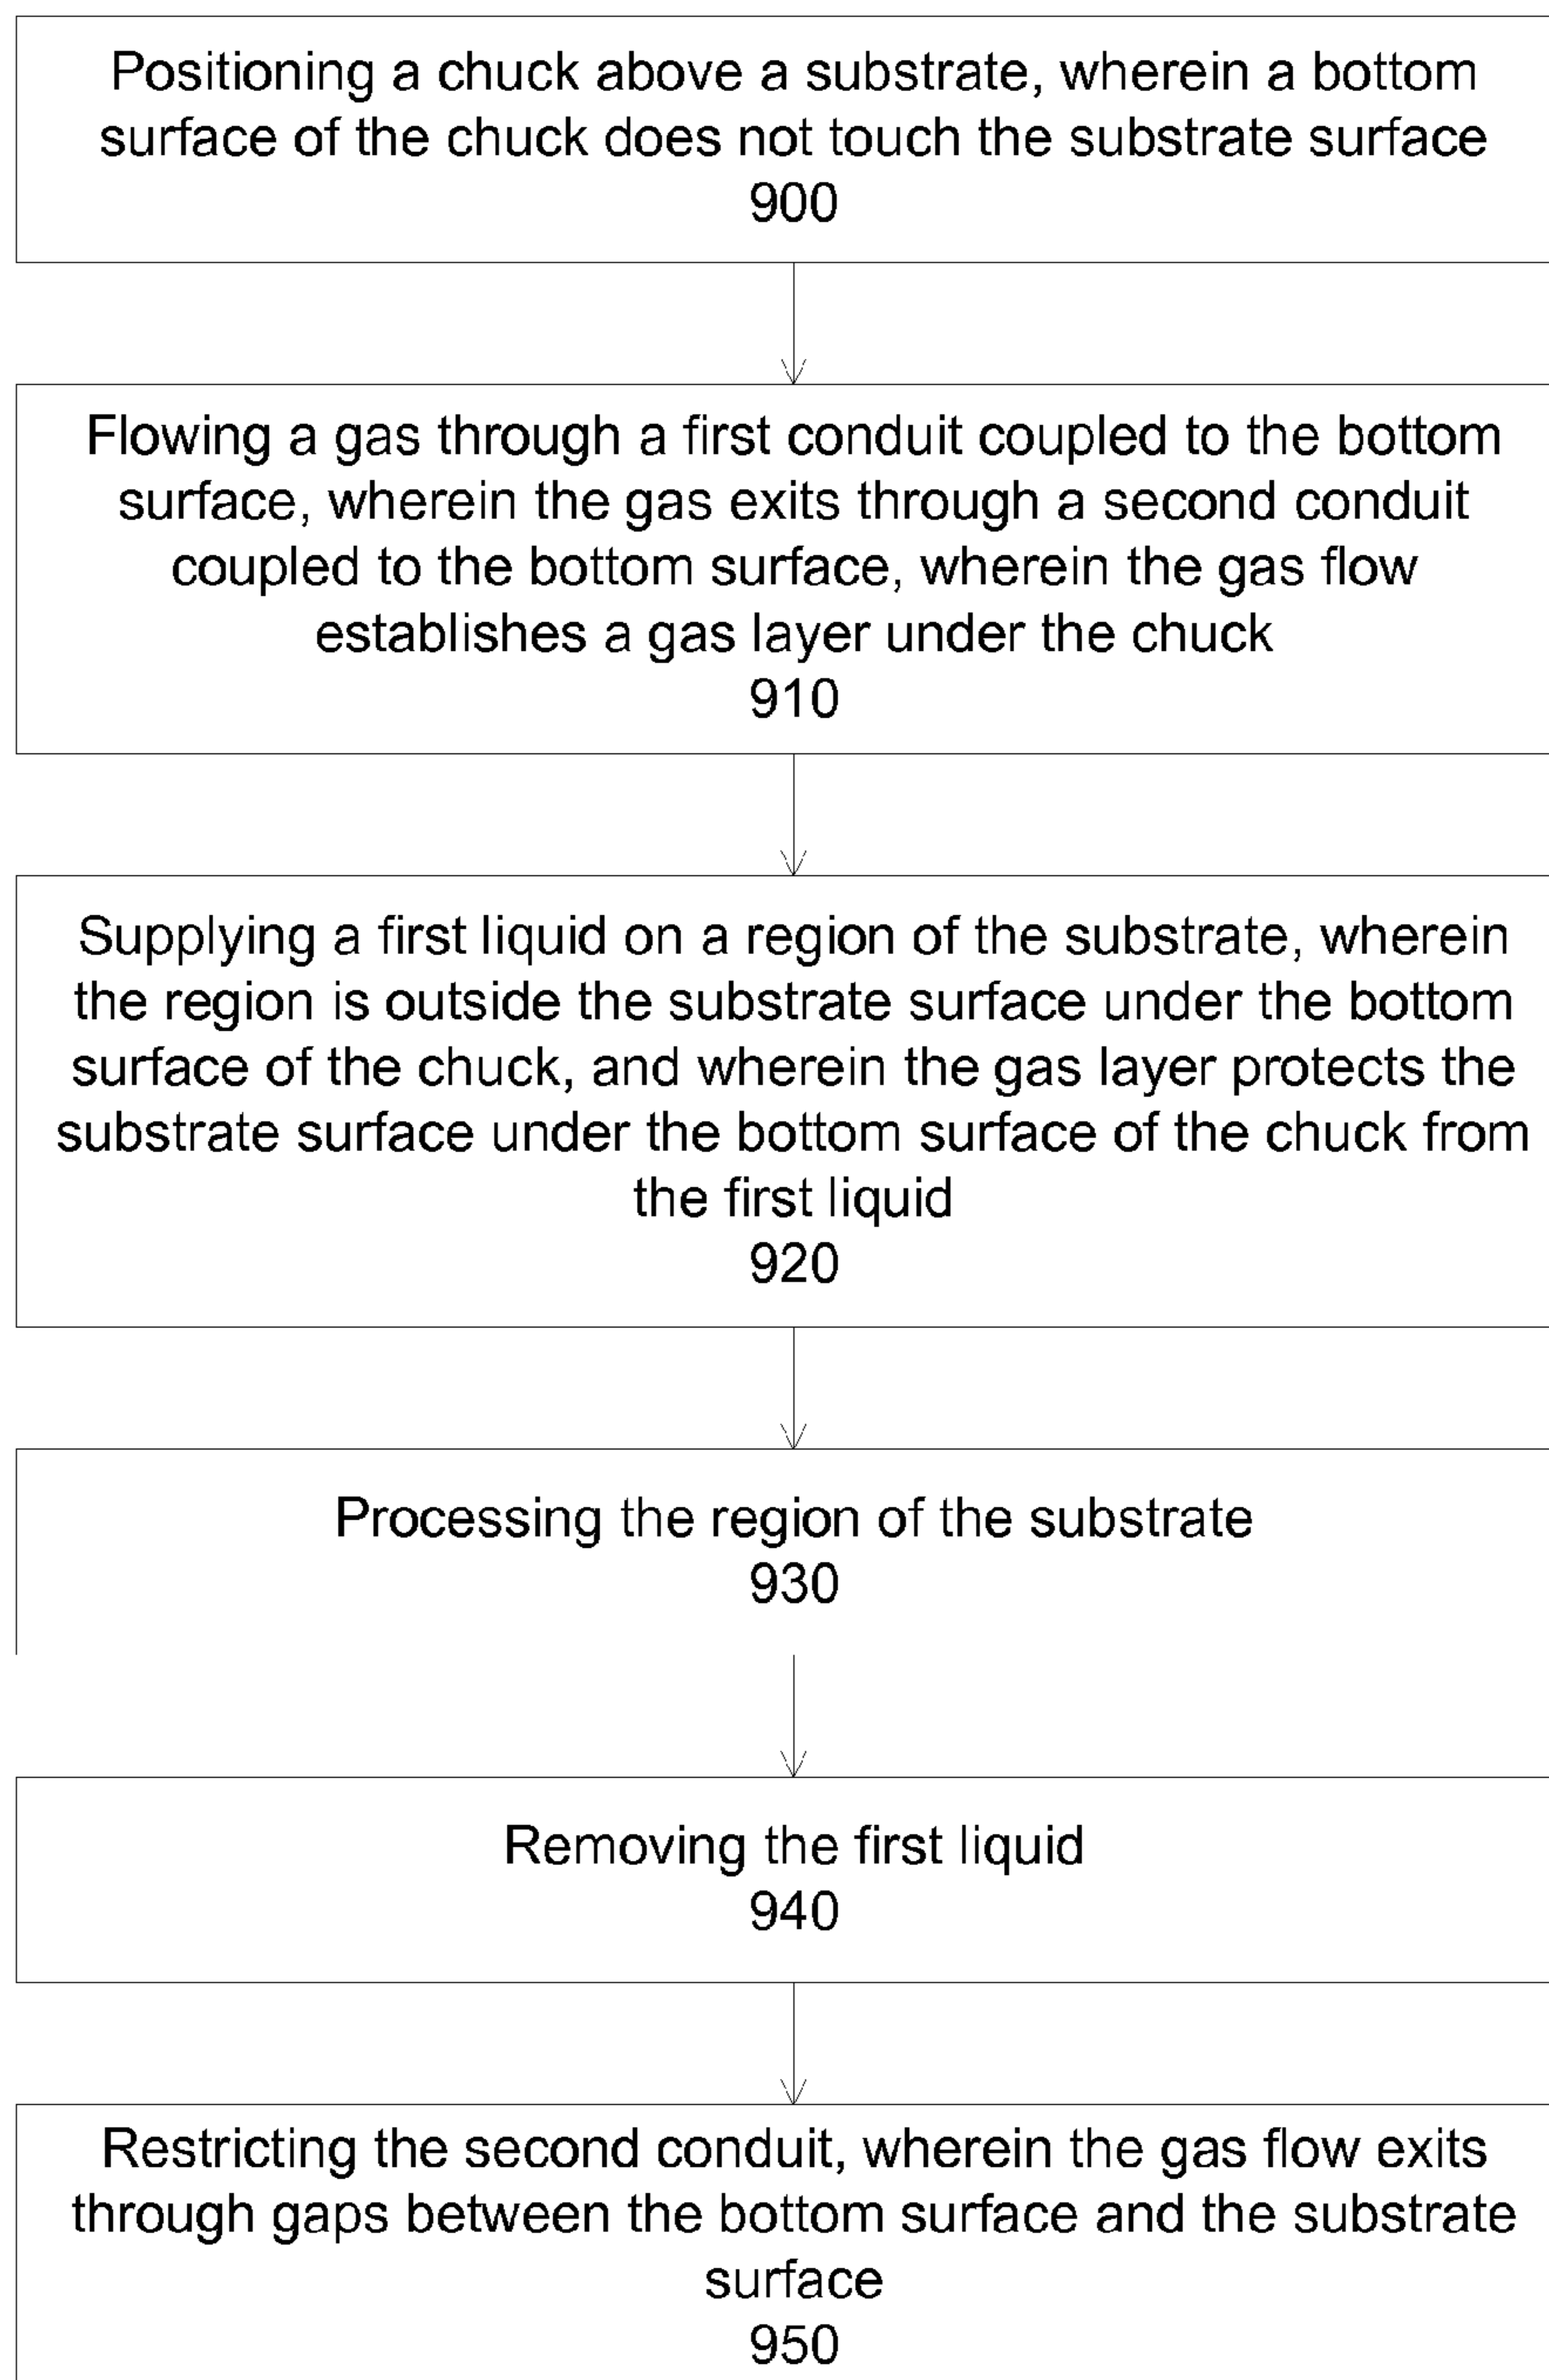 Positioning a chuck above a substrate, wherein a bottom
surface of the chuck does not touch the substrate surface
900
Flowing a gas through a first conduit coupled to the bottom
surface, wherein the gas exits through a second conduit
coupled to the bottom surface, wherein the gas flow
establishes a gas layer under the chuck
910
Supplying a first liquid on a region of the substrate, wherein
the region is outside the substrate surface under the bottom
surface of the chuck, and wherein the gas layer protects the
substrate surface under the bottom surface of the chuck from
the first liquid
920
Processing the region of the substrate
930
Removing the first liquid
940
Restricting the second conduit, wherein the gas flow exits
through gaps between the bottom surface and the substrate
surface
950